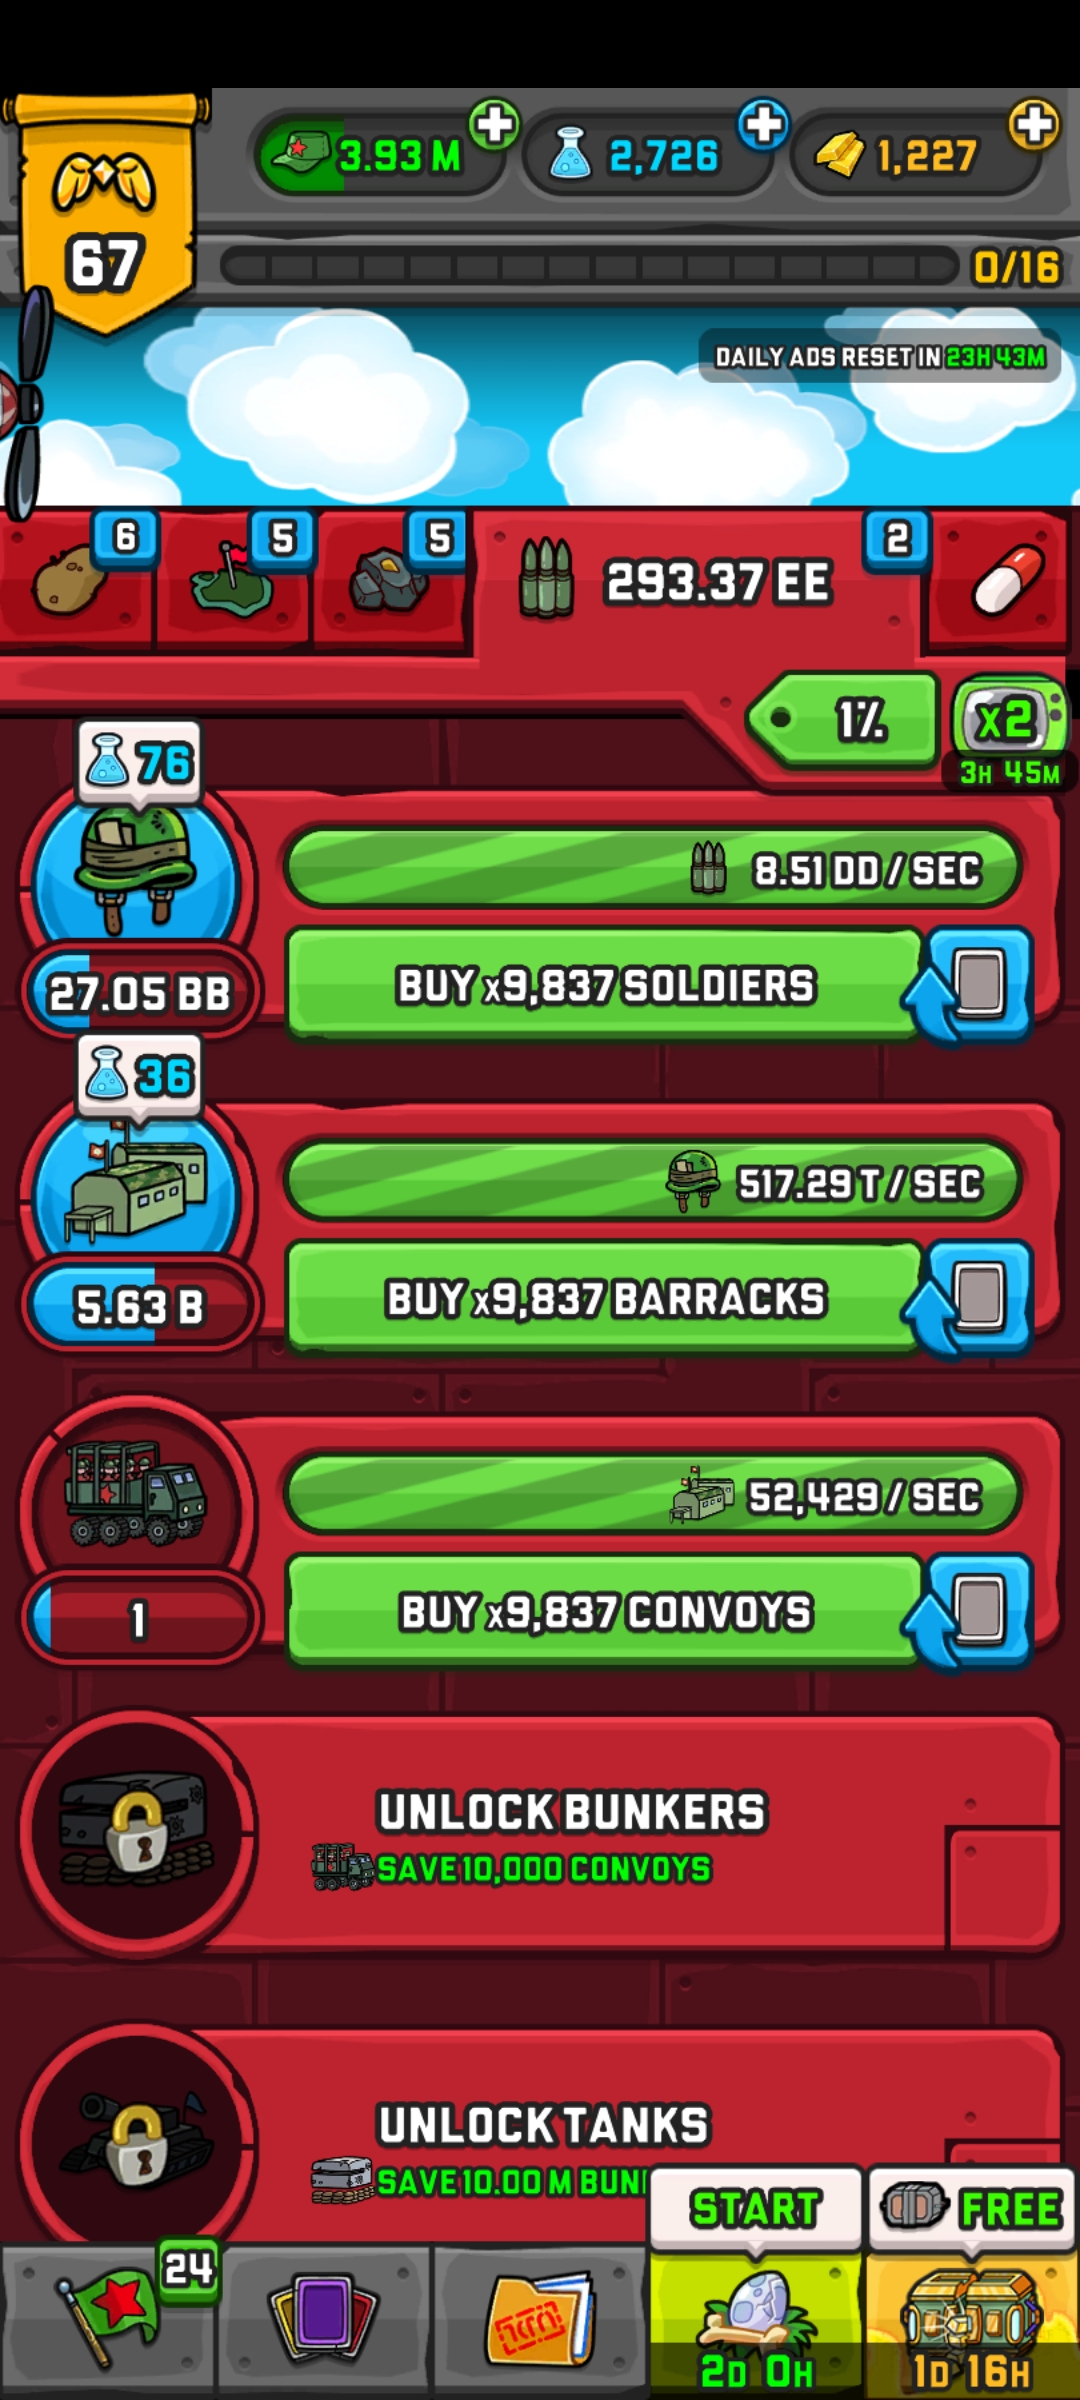 3.93 M
2,726
1,227
67
0/16
DAILY ADS RESET IN 23H 43M
6
5
5
293.37 EE
2
1%
x2
3H 45M
76
8.51 DD / SEC
27.05 BB
BUY x9,837 SOLDIERS
36
517.29 T / SEC
5.63 B
BUY x9,837 BARRACKS
52,429 / SEC
1
BUY x9,837 CONVOYS
UNLOCK BUNKERS
SAVE 10,000 CONVOYS
UNLOCK TANKS
SAVE 10.00 M
START
FREE
24
2D 0H
1D 16H